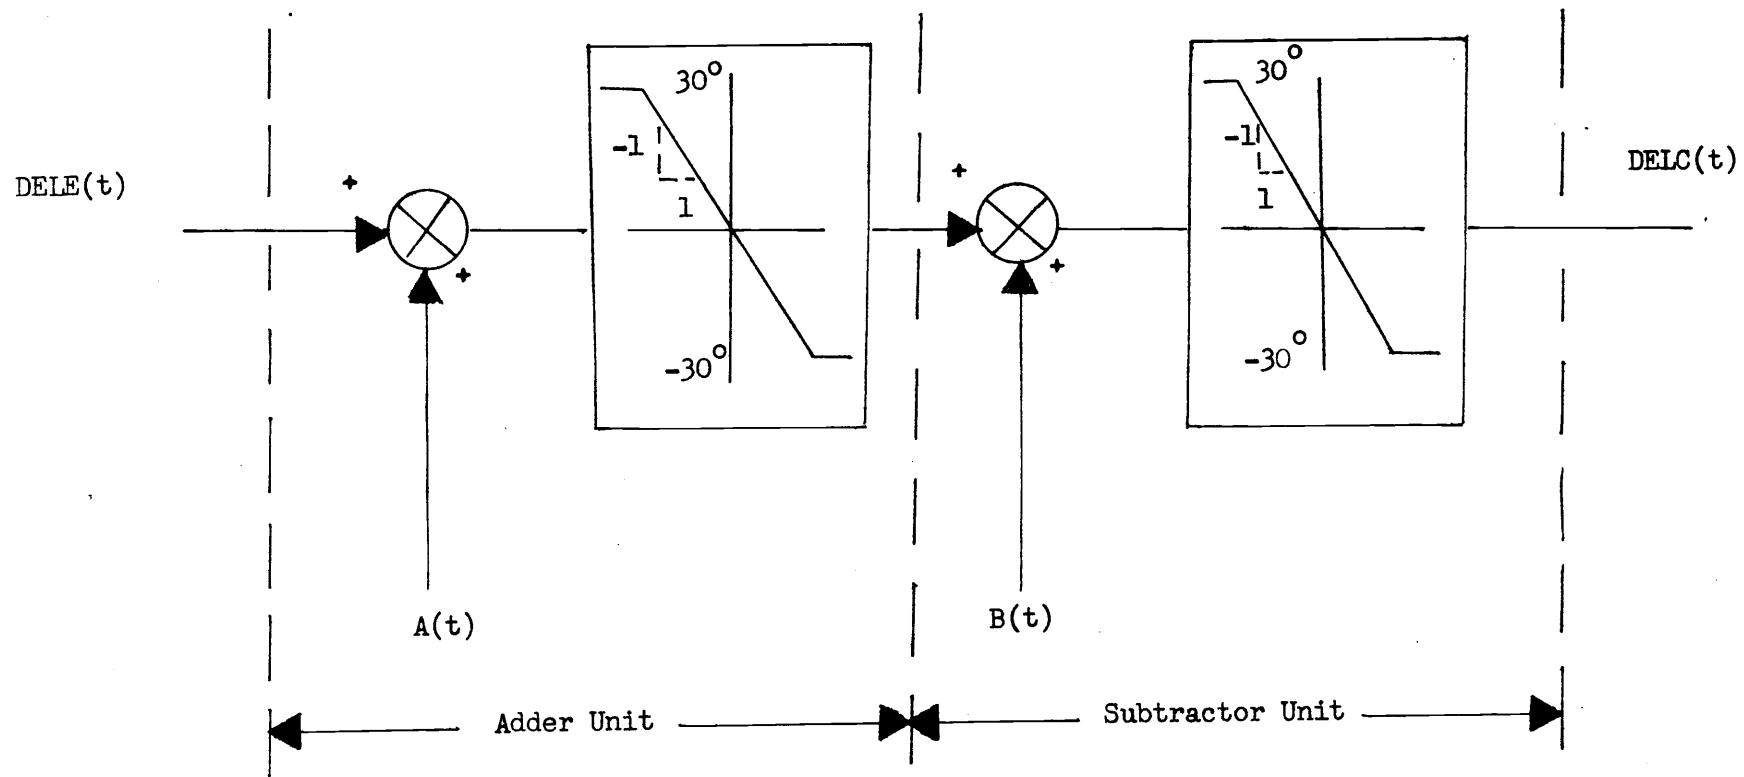 30°
30°
-1
-1
DELE(t)
+
+
DELC(t)
1
1
+
+
-30°
-30°
A(t)
B(t)
Adder Unit
Subtractor Unit